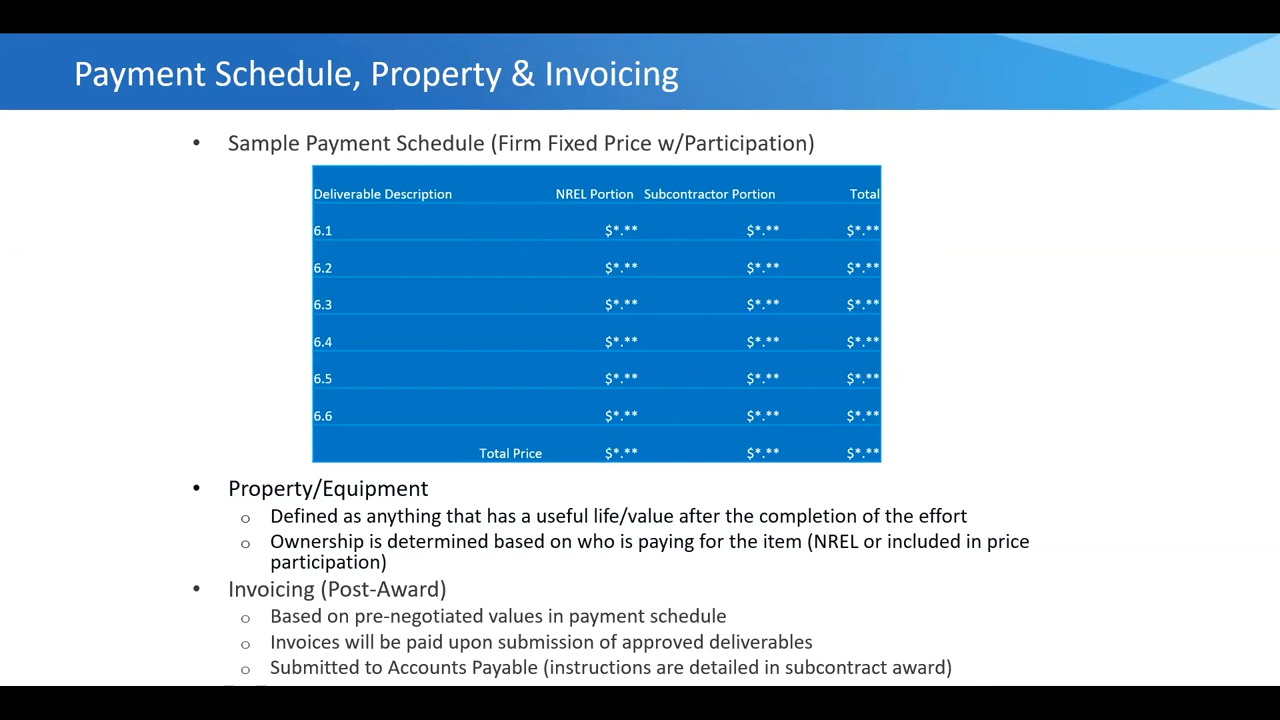 Payment Schedule, Property & Invoicing
• Sample Payment Schedule (Firm Fixed Price w/Participation)
Deliverable Description NREL Portion Subcontractor Portion Total
6.1 $*.** $*.** $*.**
6.2 $*.** $*.** $*.**
6.3 $*.** $*.** $*.**
6.4 $*.** $*.** $*.**
6.5 $*.** $*.** $*.**
6.6 $*.** $*.** $*.**
Total Price $*.** $*.** $*.**
• Property/Equipment
o Defined as anything that has a useful life/value after the completion of the effort
o Ownership is determined based on who is paying for the item (NREL or included in price
participation)
• Invoicing (Post-Award)
o Based on pre-negotiated values in payment schedule
o Invoices will be paid upon submission of approved deliverables
o Submitted to Accounts Payable (instructions are detailed in subcontract award)